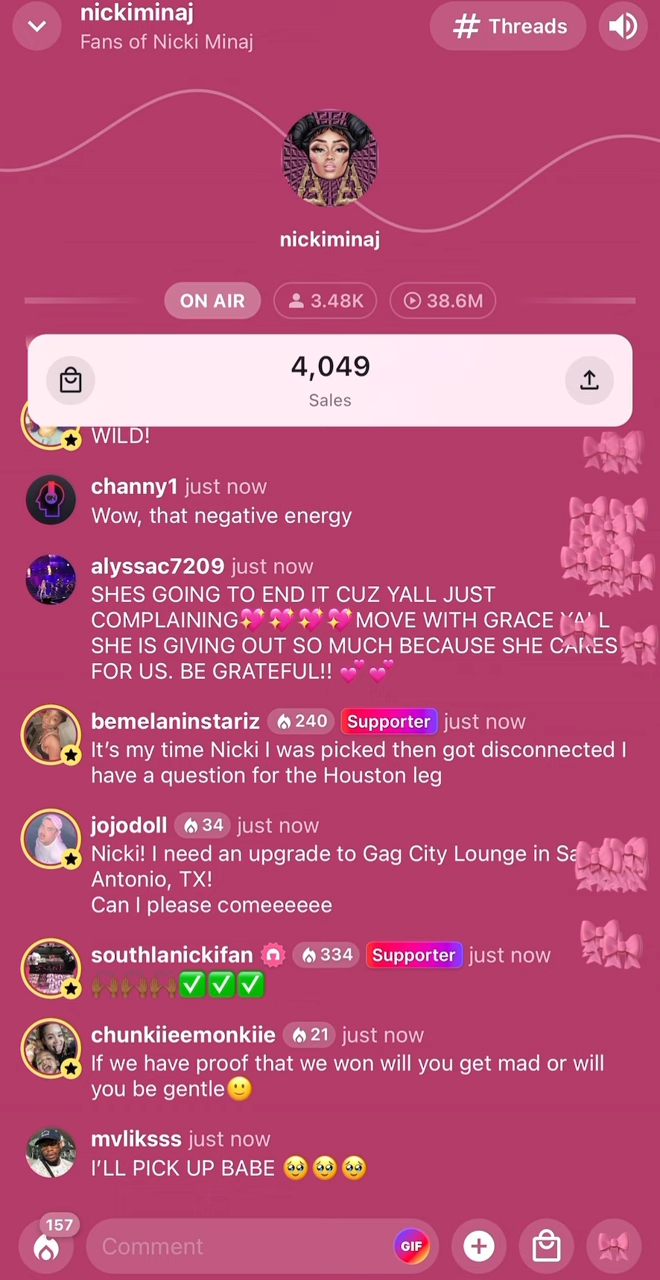 nickiminaj
Fans of Nicki Minaj
# Threads
nickiminaj
ON AIR
3.48K
38.6M
4,049
Sales
WILD!
channy1 just now
Wow, that negative energy
alyssac7209 just now
SHES GOING TO END IT CUZ YALL JUST
COMPLAINING💖💖💖💖MOVE WITH GRACE YALL
SHE IS GIVING OUT SO MUCH BECAUSE SHE CARES
FOR US. BE GRATEFUL!! 💕💕
bemelaninstariz 240 Supporter just now
It’s my time Nicki I was picked then got disconnected I
have a question for the Houston leg
jojodoll 34 just now
Nicki! I need an upgrade to Gag City Lounge in
Antonio, TX!
Can I please comeeeeee
southlanickifan 334 Supporter just now
🙌🏾🙌🏾🙌🏾✅✅✅
chunkiieemonkiie 21 just now
If we have proof that we won will you get mad or will
you be gentle🙂
mvliksss just now
I’LL PICK UP BABE 🥹🥹🥹
157
Comment
GIF